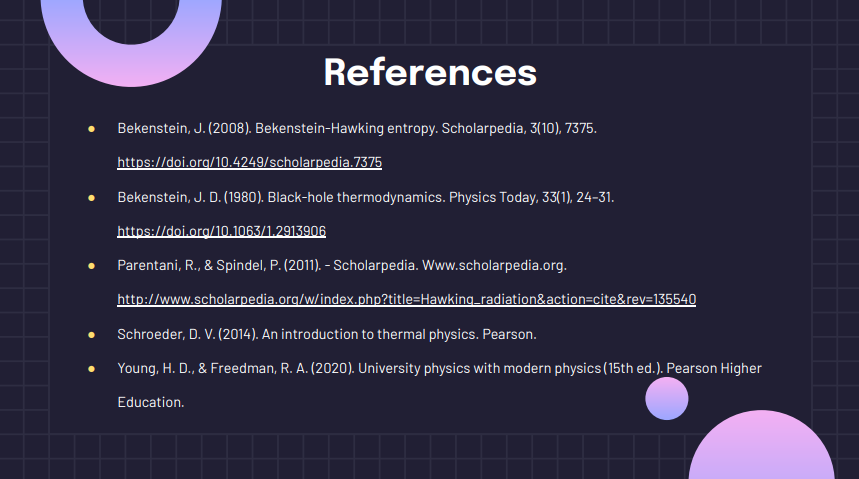 References
● Bekenstein, J. (2008). Bekenstein-Hawking entropy. Scholarpedia, 3(10), 7375.
https://doi.org/10.4249/scholarpedia.7375
● Bekenstein, J. D. (1980). Black-hole thermodynamics. Physics Today, 33(1), 24–31.
https://doi.org/10.1063/1.2913906
● Parentani, R., & Spindel, P. (2011). - Scholarpedia. Www.scholarpedia.org.
http://www.scholarpedia.org/w/index.php?title=Hawking_radiation&action=cite&rev=135540
● Schroeder, D. V. (2014). An introduction to thermal physics. Pearson.
● Young, H. D., & Freedman, R. A. (2020). University physics with modern physics (15th ed.). Pearson Higher
Education.